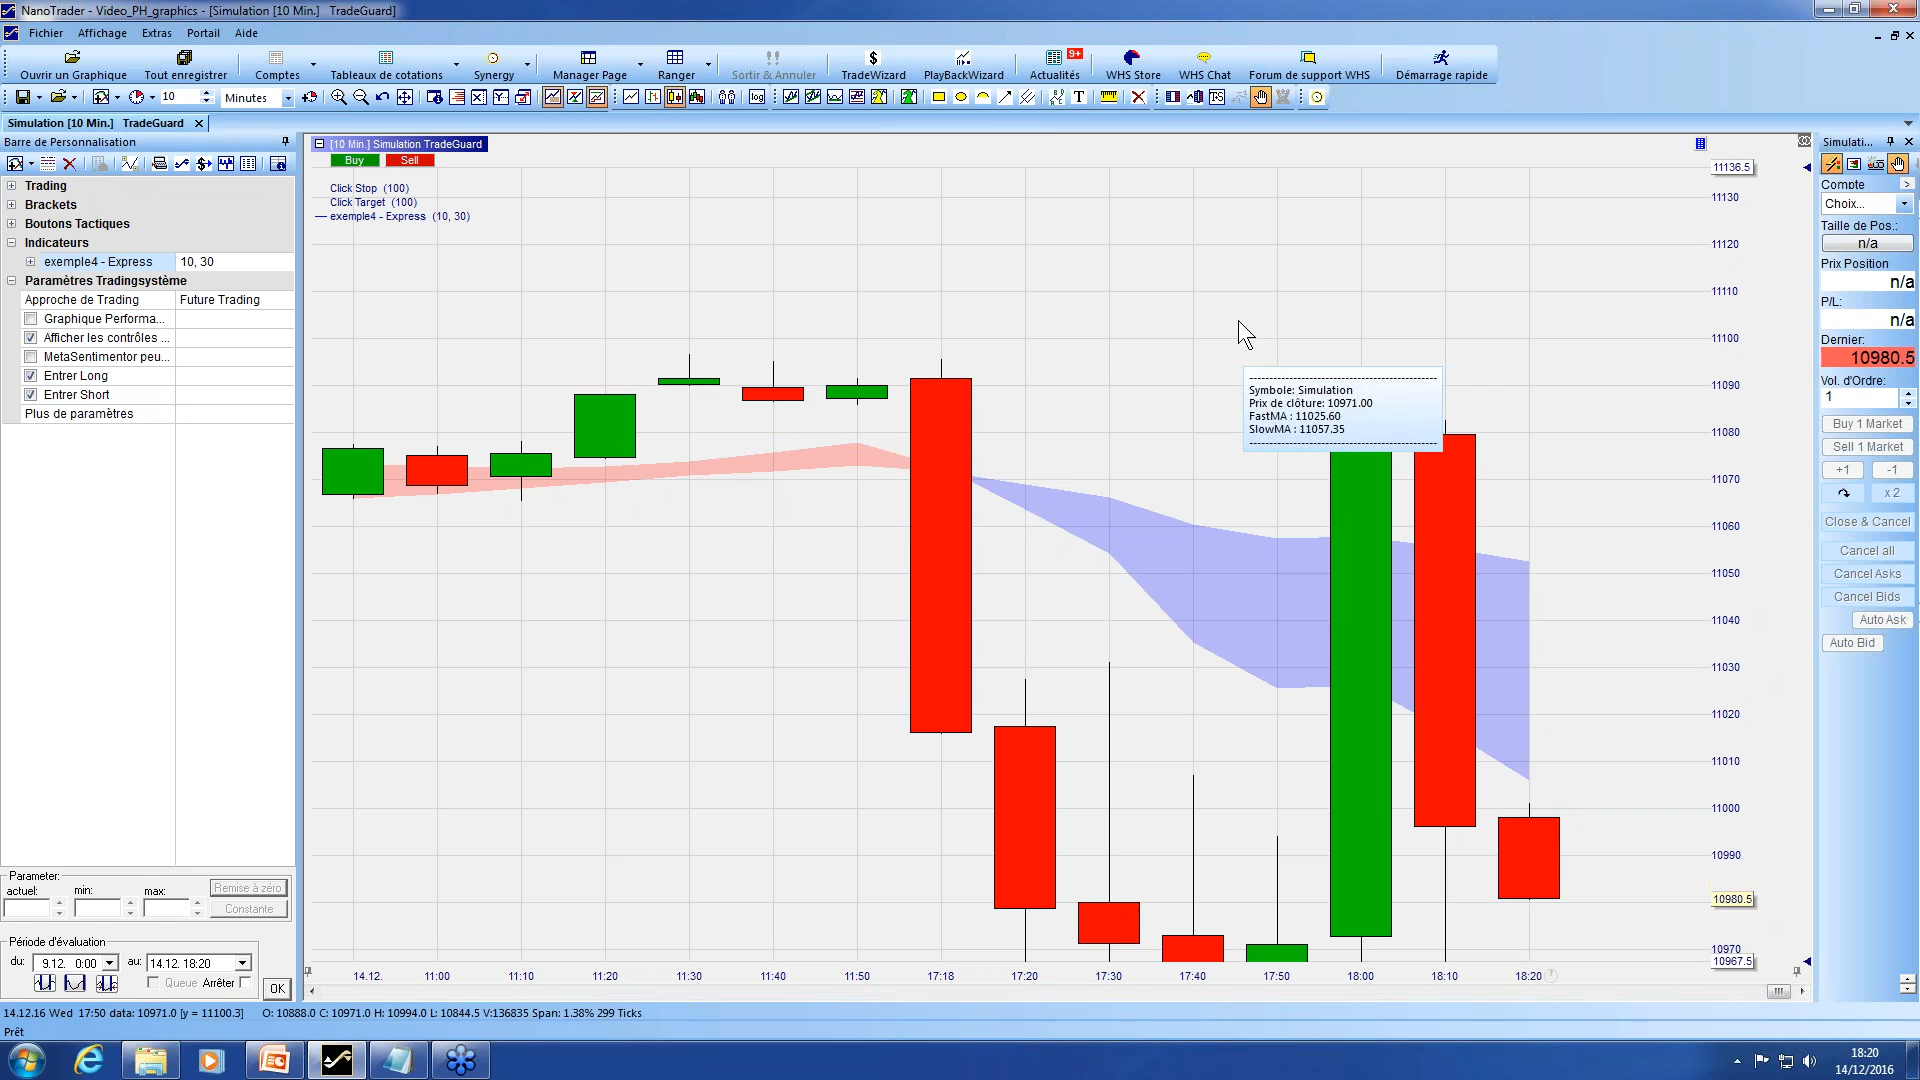 NanoTrader - Video_PH_graphics - [Simulation [10 Min.]   TradeGuard]
Fichier Affichage Extras Portail Aide
Ouvrir un Graphique Tout enregistrer Comptes Tableaux de cotations Synergy Manager Page Ranger Sortir & Annuler TradeWizard PlayBackWizard Actualités 9+ WHS Store WHS Chat Forum de support WHS Démarrage rapide
10 Minutes
Simulation [10 Min.]   TradeGuard
Barre de Personnalisation
Trading
Brackets
Boutons Tactiques
Indicateurs
exemple4 - Express 10, 30
Paramètres Tradingsystème
Approche de Trading Future Trading
Graphique Performa...
Afficher les contrôles ...
MetaSentimentor peu...
Entrer Long
Entrer Short
Plus de paramètres
Parameter:
actuel: min: max: Remise à zéro
Constante
Période d'évaluation
du: 9.12. 0:00 au: 14.12. 18:20
Queue Arrêter OK
[10 Min.] Simulation TradeGuard
Buy Sell
Click Stop (100)
Click Target (100)
exemple4 - Express (10, 30)
Symbole: Simulation
Prix de clôture: 10971.00
FastMA : 11025.60
SlowMA : 11057.35
11136.5
11130
11120
11110
11100
11090
11080
11070
11060
11050
11040
11030
11020
11010
11000
10990
10980.5
10970
10967.5
14.12. 11:00 11:10 11:20 11:30 11:40 11:50 17:18 17:20 17:30 17:40 17:50 18:00 18:10 18:20
Simulati...
Compte
Choix...
Taille de Pos.:
n/a
Prix Position
n/a
P/L:
n/a
Dernier:
10980.5
Vol. d'Ordre:
1
Buy 1 Market
Sell 1 Market
+1 -1
x 2
Close & Cancel
Cancel all
Cancel Asks
Cancel Bids
Auto Ask
Auto Bid
14.12.16 Wed 17:50 data: 10971.0 [y = 11100.3] O: 10888.0 C: 10971.0 H: 10994.0 L: 10844.5 V:136835 Span: 1.38% 299 Ticks
Prêt
18:20
14/12/2016